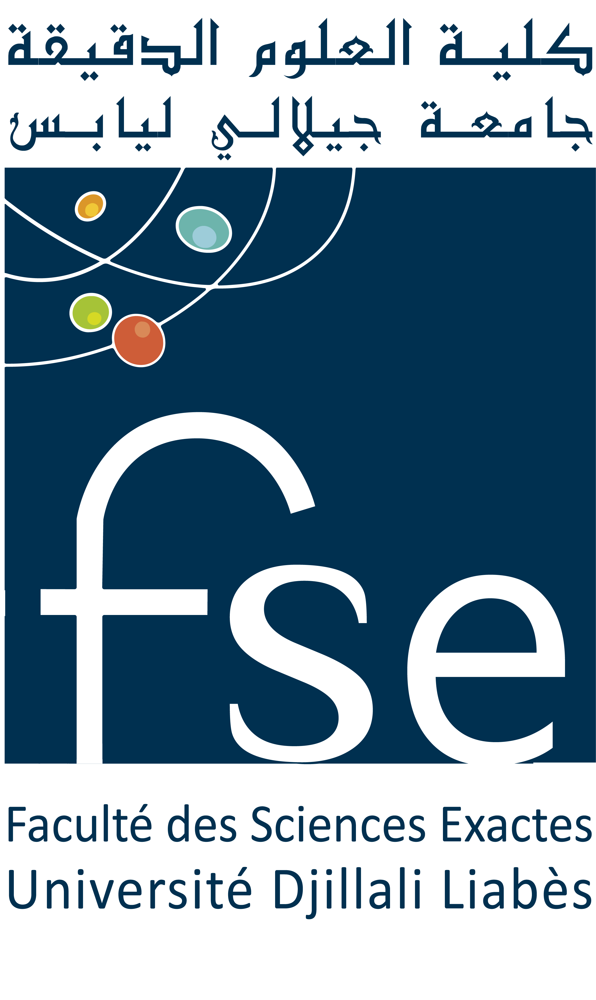 كلية العلوم الدقيقة
جامعة جيلالي ليابس
fse
Faculté des Sciences Exactes
Université Djillali Liabès